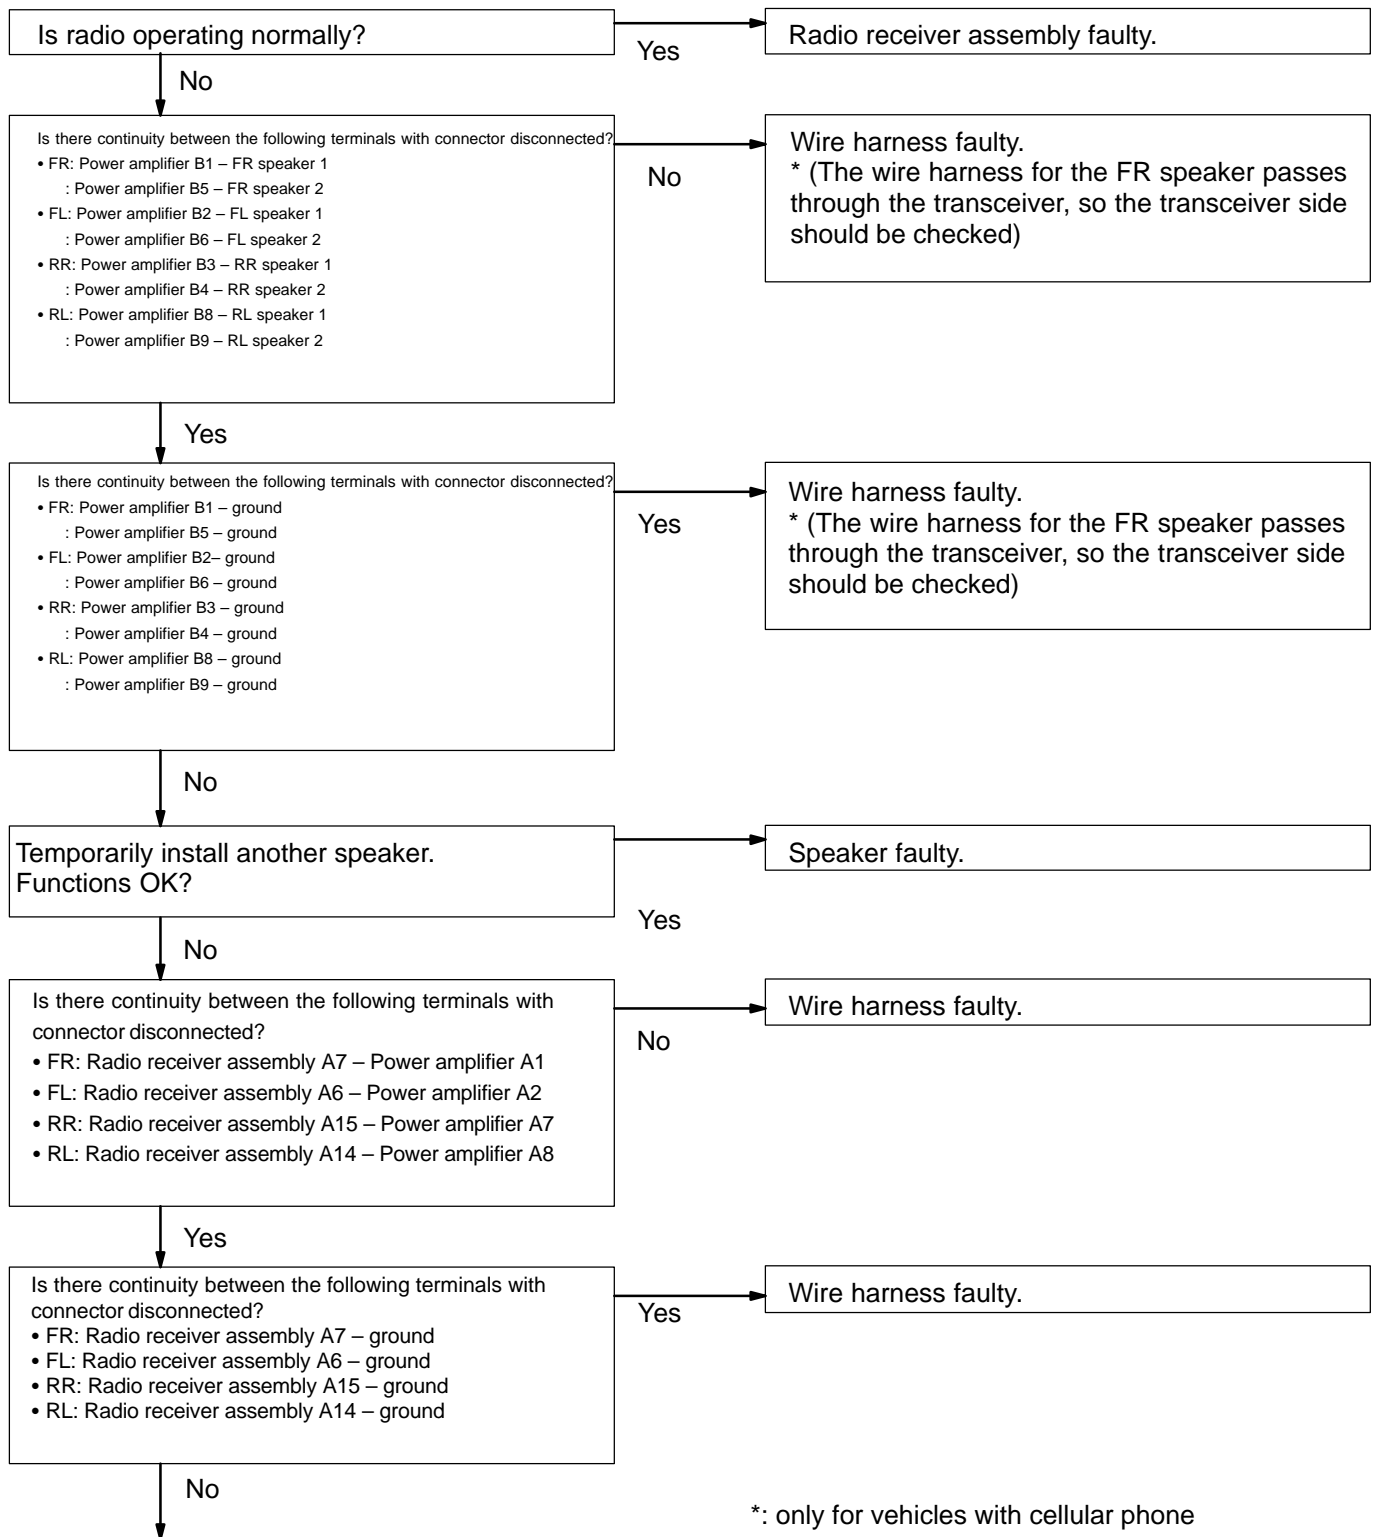 Is radio operating normally?
Yes
Radio receiver assembly faulty.
No
Is there continuity between the following terminals with connector disconnected?
• FR: Power amplifier B1 – FR speaker 1
: Power amplifier B5 – FR speaker 2
• FL: Power amplifier B2 – FL speaker 1
: Power amplifier B6 – FL speaker 2
• RR: Power amplifier B3 – RR speaker 1
: Power amplifier B4 – RR speaker 2
• RL: Power amplifier B8 – RL speaker 1
: Power amplifier B9 – RL speaker 2
No
Wire harness faulty.
* (The wire harness for the FR speaker passes
through the transceiver, so the transceiver side
should be checked)
Yes
Is there continuity between the following terminals with connector disconnected?
• FR: Power amplifier B1 – ground
: Power amplifier B5 – ground
• FL: Power amplifier B2– ground
: Power amplifier B6 – ground
• RR: Power amplifier B3 – ground
: Power amplifier B4 – ground
• RL: Power amplifier B8 – ground
: Power amplifier B9 – ground
Yes
Wire harness faulty.
* (The wire harness for the FR speaker passes
through the transceiver, so the transceiver side
should be checked)
No
Temporarily install another speaker.
Functions OK?
Yes
Speaker faulty.
No
Is there continuity between the following terminals with
connector disconnected?
• FR: Radio receiver assembly A7 – Power amplifier A1
• FL: Radio receiver assembly A6 – Power amplifier A2
• RR: Radio receiver assembly A15 – Power amplifier A7
• RL: Radio receiver assembly A14 – Power amplifier A8
No
Wire harness faulty.
Yes
Is there continuity between the following terminals with
connector disconnected?
• FR: Radio receiver assembly A7 – ground
• FL: Radio receiver assembly A6 – ground
• RR: Radio receiver assembly A15 – ground
• RL: Radio receiver assembly A14 – ground
Yes
Wire harness faulty.
No
*: only for vehicles with cellular phone